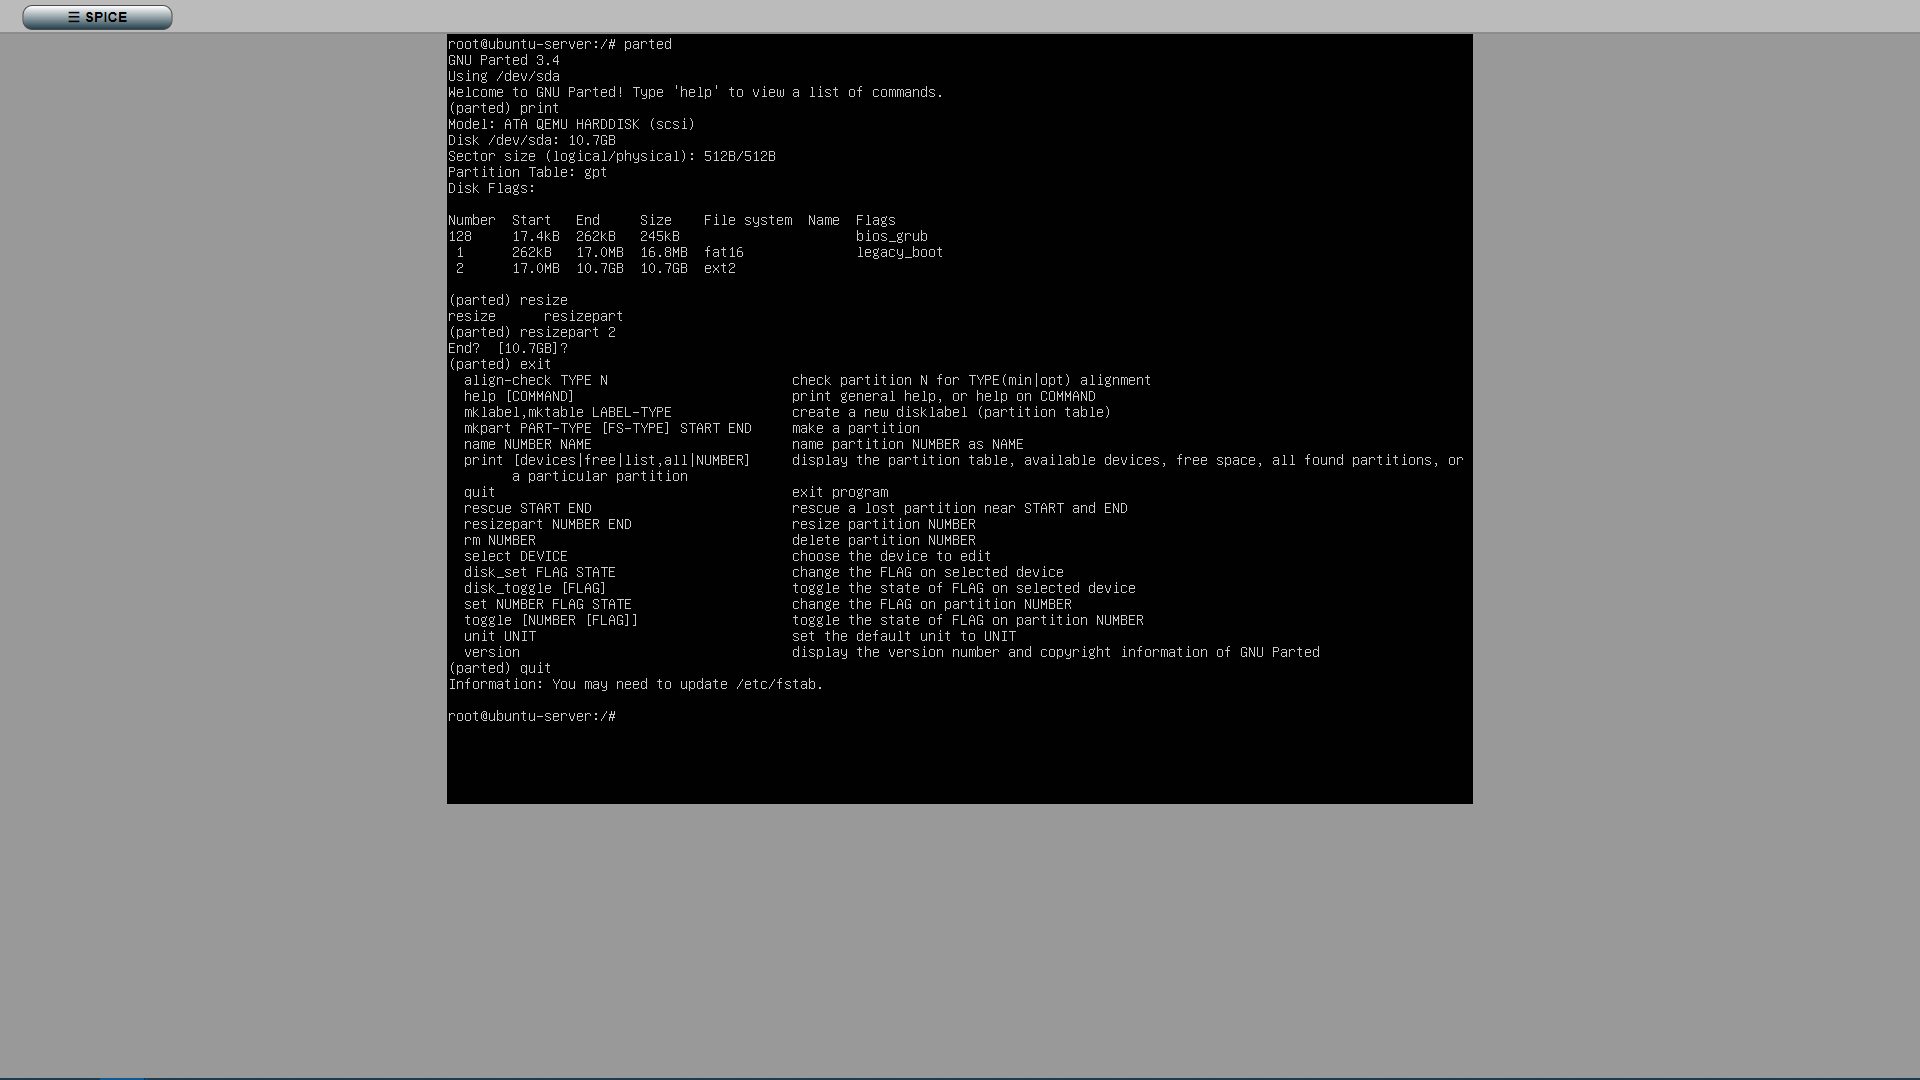 ☰ SPICE
root@ubuntu-server:/# parted
GNU Parted 3.4
Using /dev/sda
Welcome to GNU Parted! Type 'help' to view a list of commands.
(parted) print
Model: ATA QEMU HARDDISK (scsi)
Disk /dev/sda: 10.7GB
Sector size (logical/physical): 512B/512B
Partition Table: gpt
Disk Flags:
Number  Start   End     Size    File system  Name  Flags
128     17.4kB  262kB   245kB                      bios_grub
 1      262kB   17.0MB  16.8MB  fat16              legacy_boot
 2      17.0MB  10.7GB  10.7GB  ext2
(parted) resize
resize      resizepart
(parted) resizepart 2
End?  [10.7GB]?
(parted) exit
  align-check TYPE N                       check partition N for TYPE(min|opt) alignment
  help [COMMAND]                           print general help, or help on COMMAND
  mklabel,mktable LABEL-TYPE               create a new disklabel (partition table)
  mkpart PART-TYPE [FS-TYPE] START END     make a partition
  name NUMBER NAME                         name partition NUMBER as NAME
  print [devices|free|list,all|NUMBER]     display the partition table, available devices, free space, all found partitions, or
        a particular partition
  quit                                     exit program
  rescue START END                         rescue a lost partition near START and END
  resizepart NUMBER END                    resize partition NUMBER
  rm NUMBER                                delete partition NUMBER
  select DEVICE                            choose the device to edit
  disk_set FLAG STATE                      change the FLAG on selected device
  disk_toggle [FLAG]                       toggle the state of FLAG on selected device
  set NUMBER FLAG STATE                    change the FLAG on partition NUMBER
  toggle [NUMBER [FLAG]]                   toggle the state of FLAG on partition NUMBER
  unit UNIT                                set the default unit to UNIT
  version                                  display the version number and copyright information of GNU Parted
(parted) quit
Information: You may need to update /etc/fstab.
root@ubuntu-server:/#